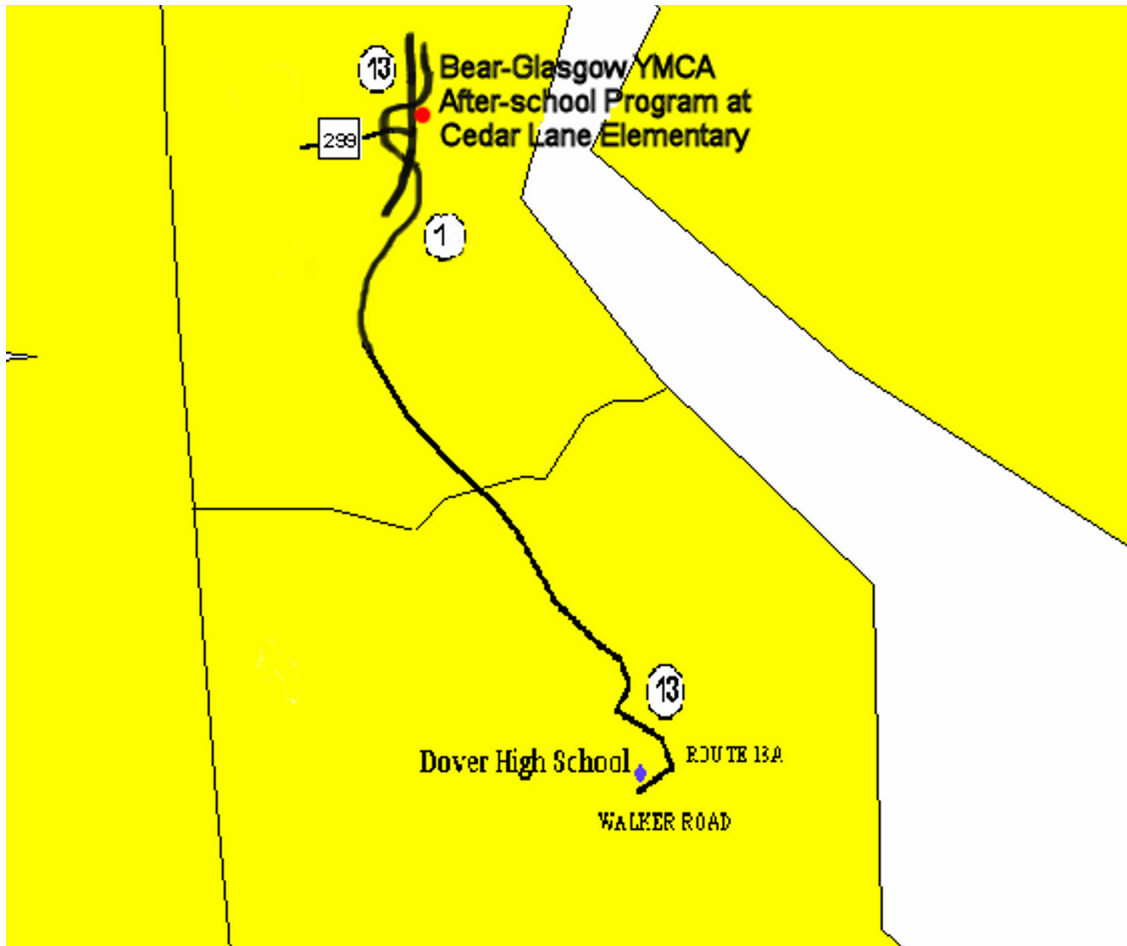 13
Bear-Glasgow YMCA
After-school Program at
Cedar Lane Elementary
299
1
13
Dover High School
ROUTE 13A
WALKER ROAD